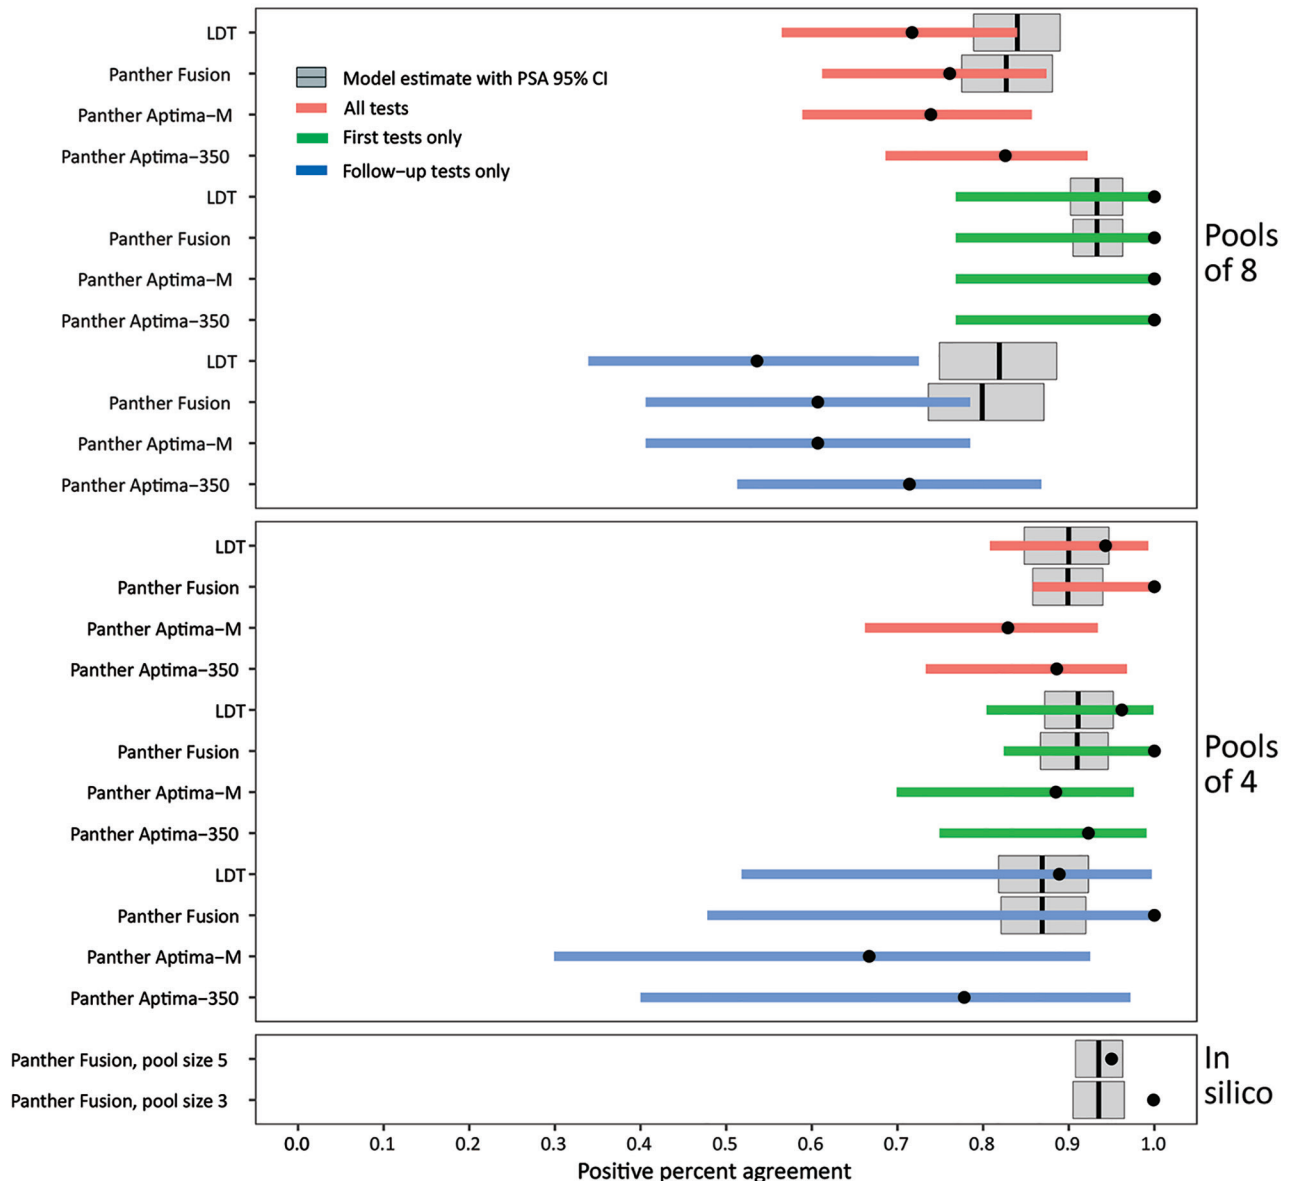 LDT
Panther Fusion
Panther Aptima−M
Panther Aptima−350
LDT
Panther Fusion
Panther Aptima−M
Panther Aptima−350
LDT
Panther Fusion
Panther Aptima−M
Panther Aptima−350
Model estimate with PSA 95% CI
All tests
First tests only
Follow−up tests only
Pools
of 8
LDT
Panther Fusion
Panther Aptima−M
Panther Aptima−350
LDT
Panther Fusion
Panther Aptima−M
Panther Aptima−350
LDT
Panther Fusion
Panther Aptima−M
Panther Aptima−350
Pools
of 4
Panther Fusion, pool size 5
Panther Fusion, pool size 3
In
silico
0.0 0.1 0.2 0.3 0.4 0.5 0.6 0.7 0.8 0.9 1.0
Positive percent agreement